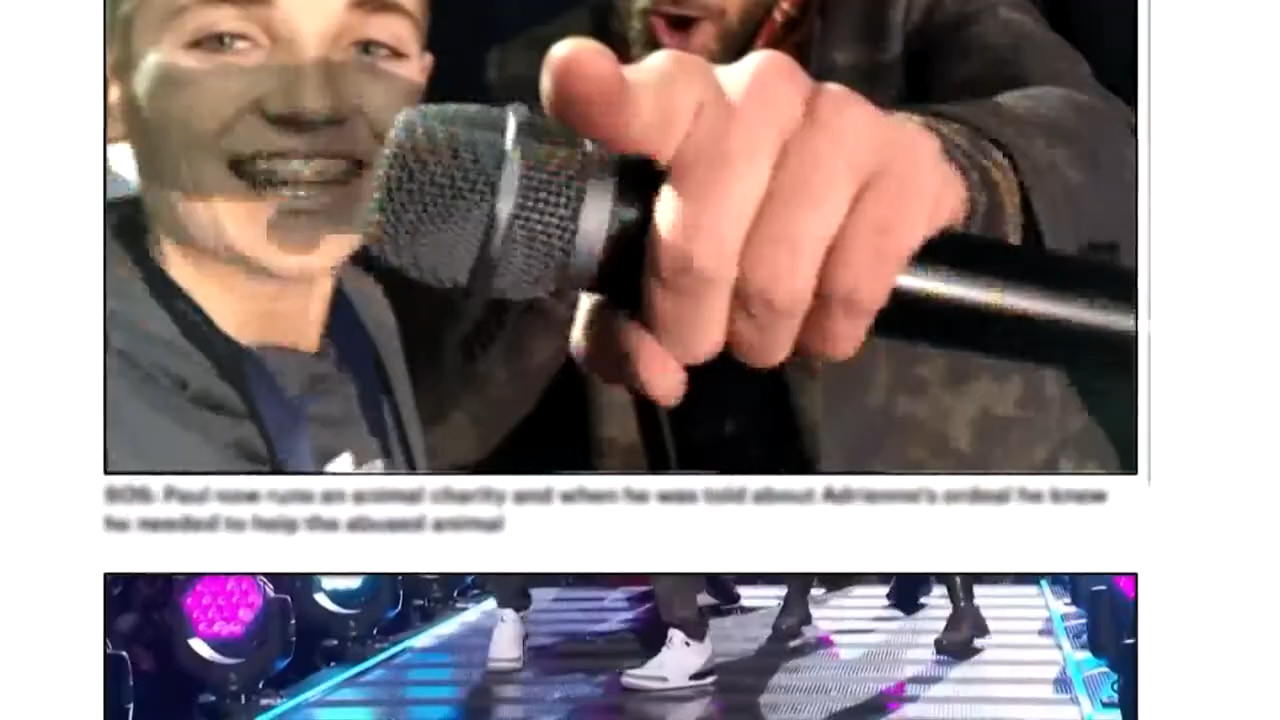 SOS: Paul now runs an animal charity and when he was told about Adrienne's ordeal he knew
he needed to help the abused animal